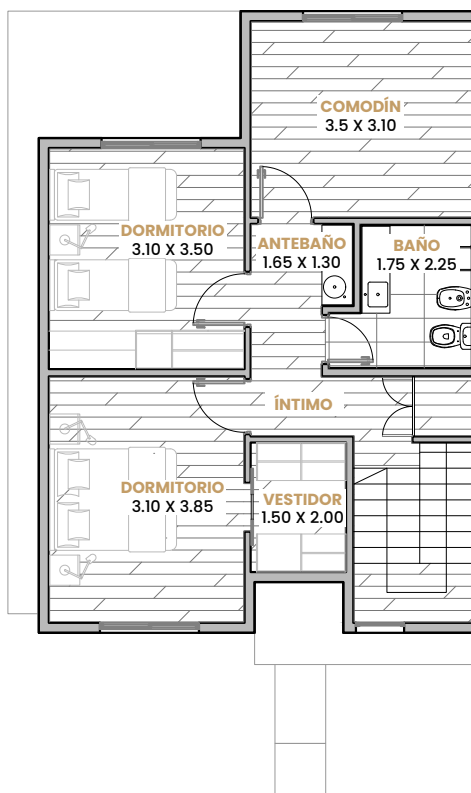 COMODÍN
3.5 X 3.10
DORMITORIO
3.10 X 3.50
ANTEBAÑO
1.65 X 1.30
BAÑO
1.75 X 2.25
ÍNTIMO
DORMITORIO
3.10 X 3.85
VESTIDOR
1.50 X 2.00